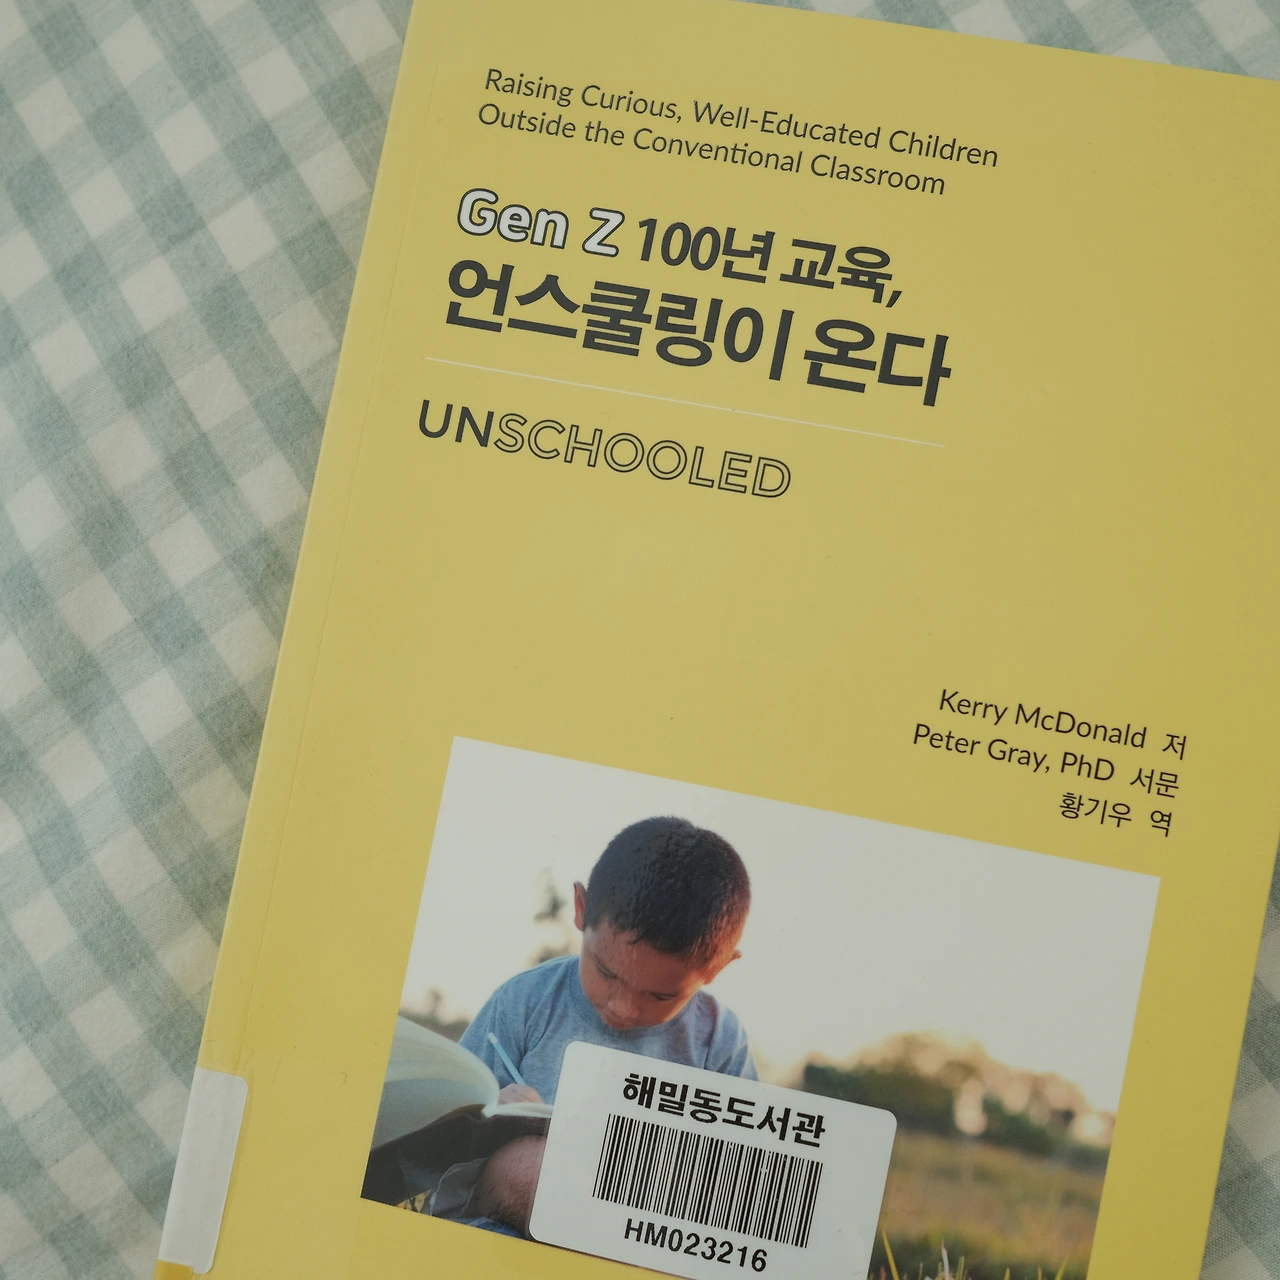 Raising Curious, Well-Educated Children
Outside the Conventional Classroom
Gen Z 100년 교육,
언스쿨링이 온다
UNSCHOOLED
Kerry McDonald 저
Peter Gray, PhD 서문
황기우 역
해밀동도서관
HM023216